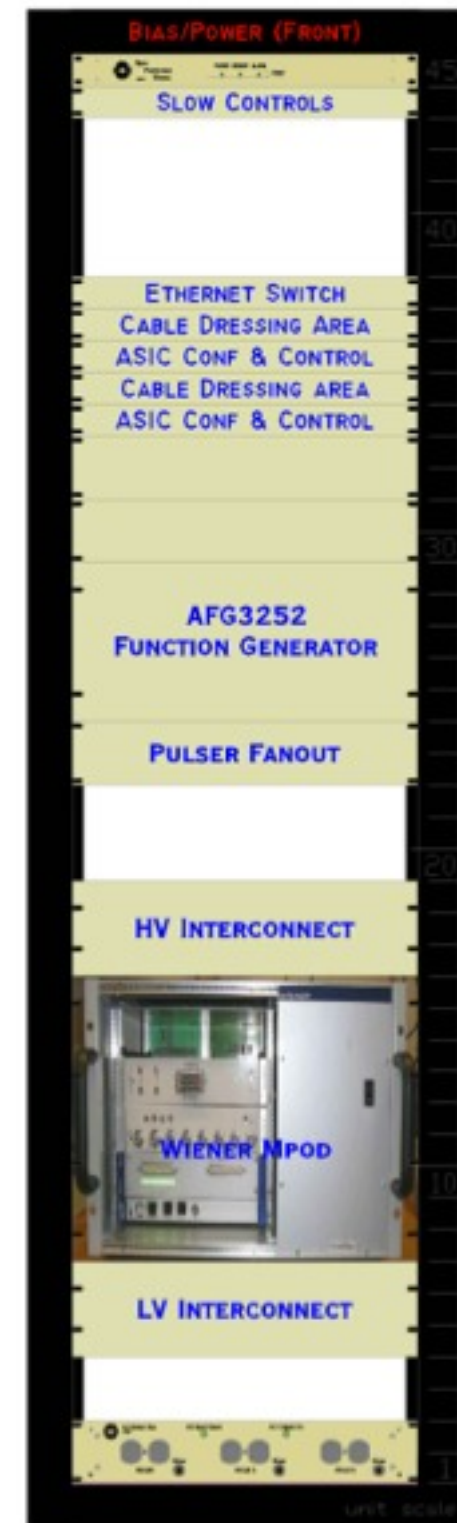 BIAS/POWER (FRONT)
45
SLOW CONTROLS
40
ETHERNET SWITCH
CABLE DRESSING AREA
ASIC CONF & CONTROL
CABLE DRESSING AREA
ASIC CONF & CONTROL
30
AFG3252
FUNCTION GENERATOR
PULSER FANOUT
20
HV INTERCONNECT
WIENER MPOD
10
LV INTERCONNECT
1
unit scale